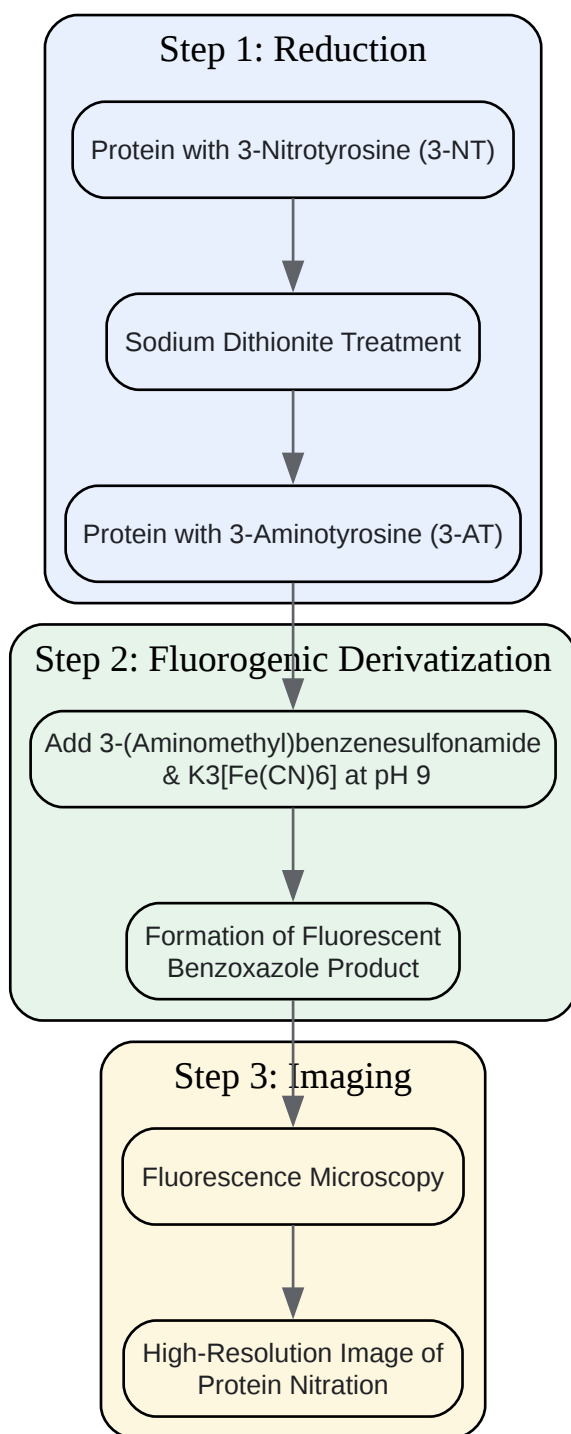 Step 1: Reduction
Protein with 3-Nitrotyrosine (3-NT)
Sodium Dithionite Treatment
Protein with 3-Aminotyrosine (3-AT)
Step 2: Fluorogenic Derivatization
Add 3-(Aminomethyl)benzenesulfonamide
& K3[Fe(CN)6] at pH 9
Formation of Fluorescent
Benzoxazole Product
Step 3: Imaging
Fluorescence Microscopy
High-Resolution Image of
Protein Nitration